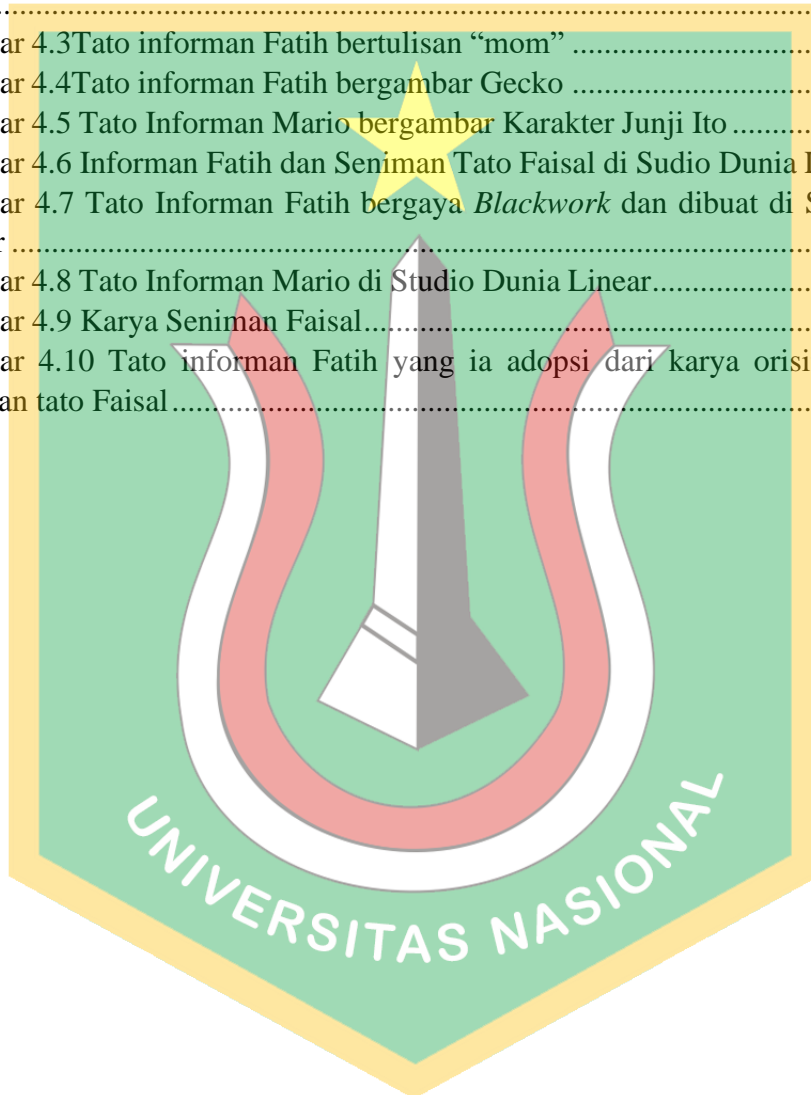 ...........................................................................................................
ar 4.3Tato informan Fatih bertulisan “mom” ..............................
ar 4.4Tato informan Fatih bergambar Gecko ..............................
ar 4.5 Tato Informan Mario bergambar Karakter Junji Ito ..........
ar 4.6 Informan Fatih dan Seniman Tato Faisal di Sudio Dunia
ar 4.7 Tato Informan Fatih bergaya Blackwork dan dibuat di S
r ..........................................................................................................
ar 4.8 Tato Informan Mario di Studio Dunia Linear....................
ar 4.9 Karya Seniman Faisal.........................................................
ar 4.10 Tato informan Fatih yang ia adopsi dari karya orisi
an tato Faisal ................................................................................
UNIVERSITAS NASIONAL